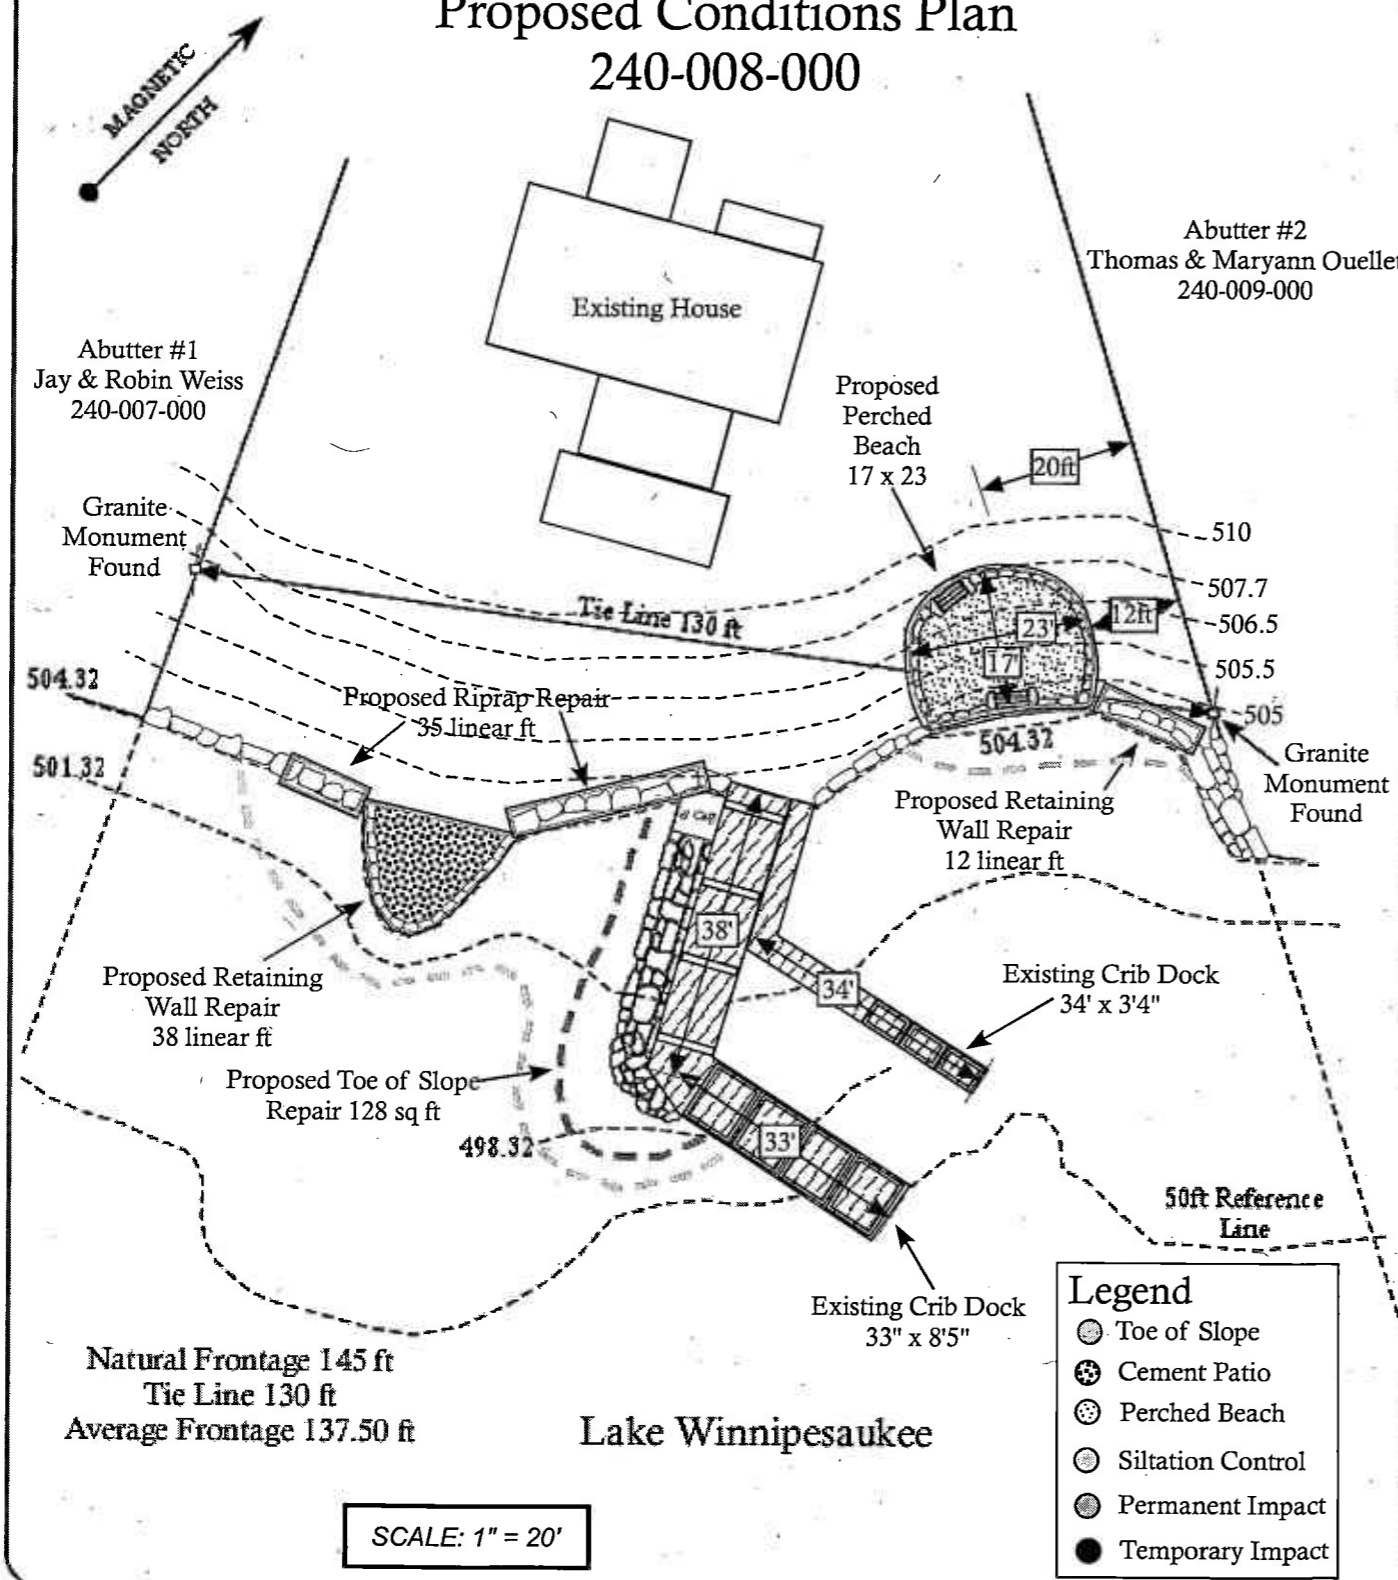 Proposed Conditions Plan
240-008-000
MAGNETIC
NORTH
Existing House
Abutter #2
Thomas & Maryann Ouellet
240-009-000
Abutter #1
Jay & Robin Weiss
240-007-000
Proposed
Perched
Beach
17 x 23
20ft
Granite
Monument
Found
510
507.7
506.5
505.5
505
Tie Line 130 ft
23'
12ft
17'
504.32
501.32
Proposed Riprap Repair
35 linear ft
504.32
Granite
Monument
Found
Proposed Retaining
Wall Repair
12 linear ft
38'
34'
Existing Crib Dock
34' x 3'4"
Proposed Retaining
Wall Repair
38 linear ft
Proposed Toe of Slope
Repair 128 sq ft
498.32
33'
50ft Reference
Line
Existing Crib Dock
33" x 8'5"
Natural Frontage 145 ft
Tie Line 130 ft
Average Frontage 137.50 ft
Lake Winnipesaukee
SCALE: 1" = 20'
Legend
Toe of Slope
Cement Patio
Perched Beach
Siltation Control
Permanent Impact
Temporary Impact